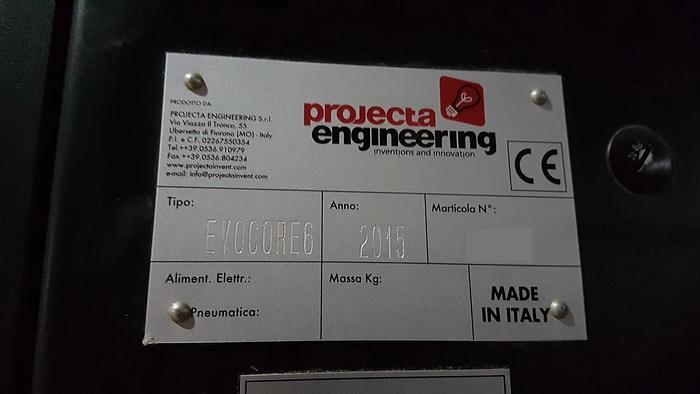 PRODOTTO DA:
PROJECTA ENGINEERING S.r.l.
Via Viazza II Tronco, 55
Ubersetto di Fiorano (MO) - Italy
P.I. e C.F. 02267550354
Tel.++39.0536.910979
Fax ++39.0536.804234
www.projectainvent.com
e-mail: info@projectainvent.com
projecta
engineering
inventions and innovation
CE
Tipo:
EVOCORE6
Anno:
2015
Marticola N°:
Aliment. Elettr.:
Pneumatica:
Massa Kg:
MADE
IN ITALY